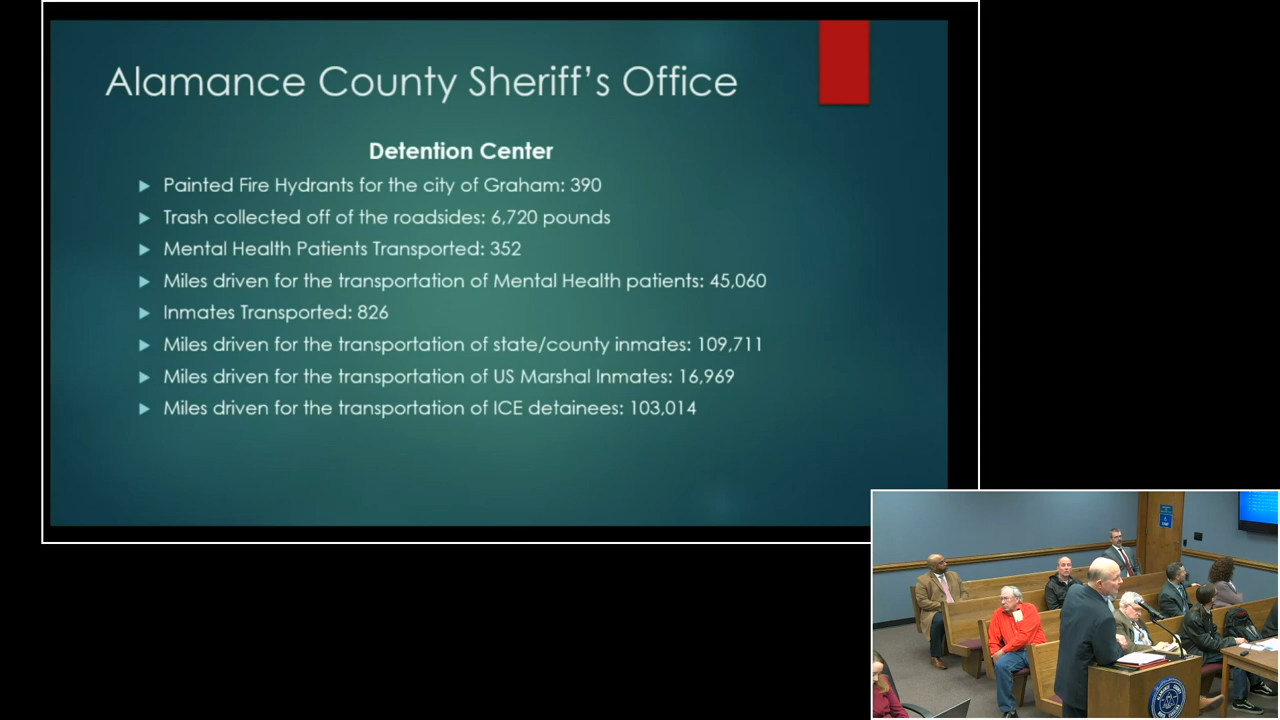 Alamance County Sheriff's Office
Detention Center
Painted Fire Hydrants for the city of Graham: 390
Trash collected off of the roadsides: 6,720 pounds
Mental Health Patients Transported: 352
Miles driven for the transportation of Mental Health patients: 45,060
Inmates Transported: 826
Miles driven for the transportation of state/county inmates: 109,711
Miles driven for the transportation of US Marshal Inmates: 16,969
Miles driven for the transportation of ICE detainees: 103,014